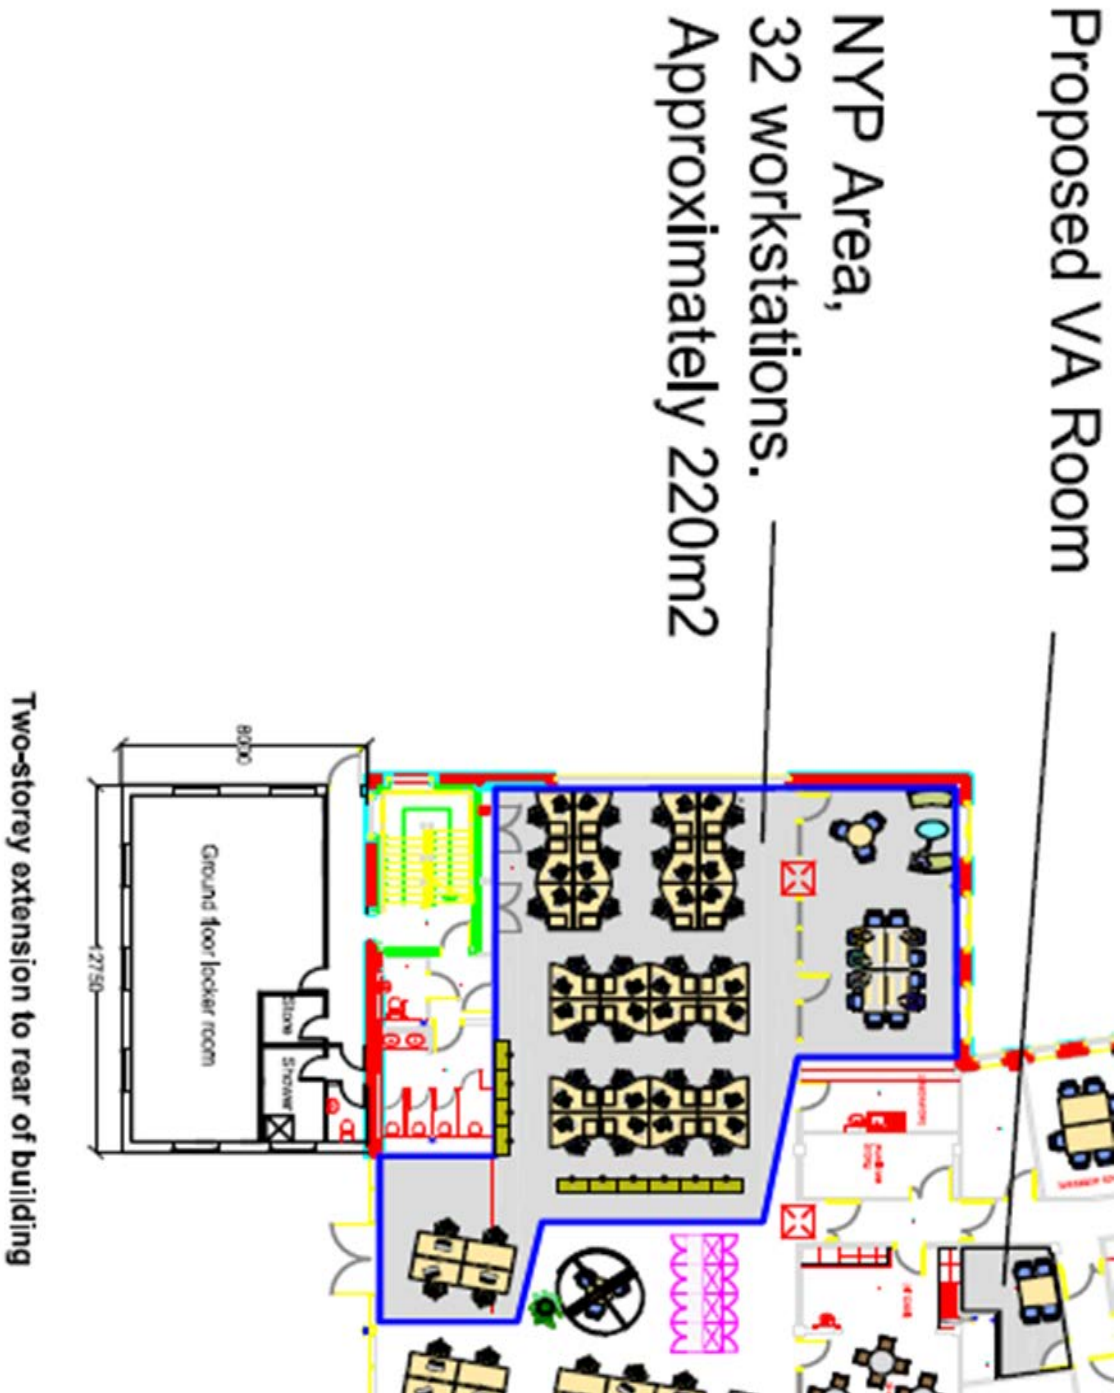 Proposed VA Room
NYP Area,
32 workstations.
Approximately 220m2
8000
12750
Ground floor locker room
Store
Shower
Two-storey extension to rear of building